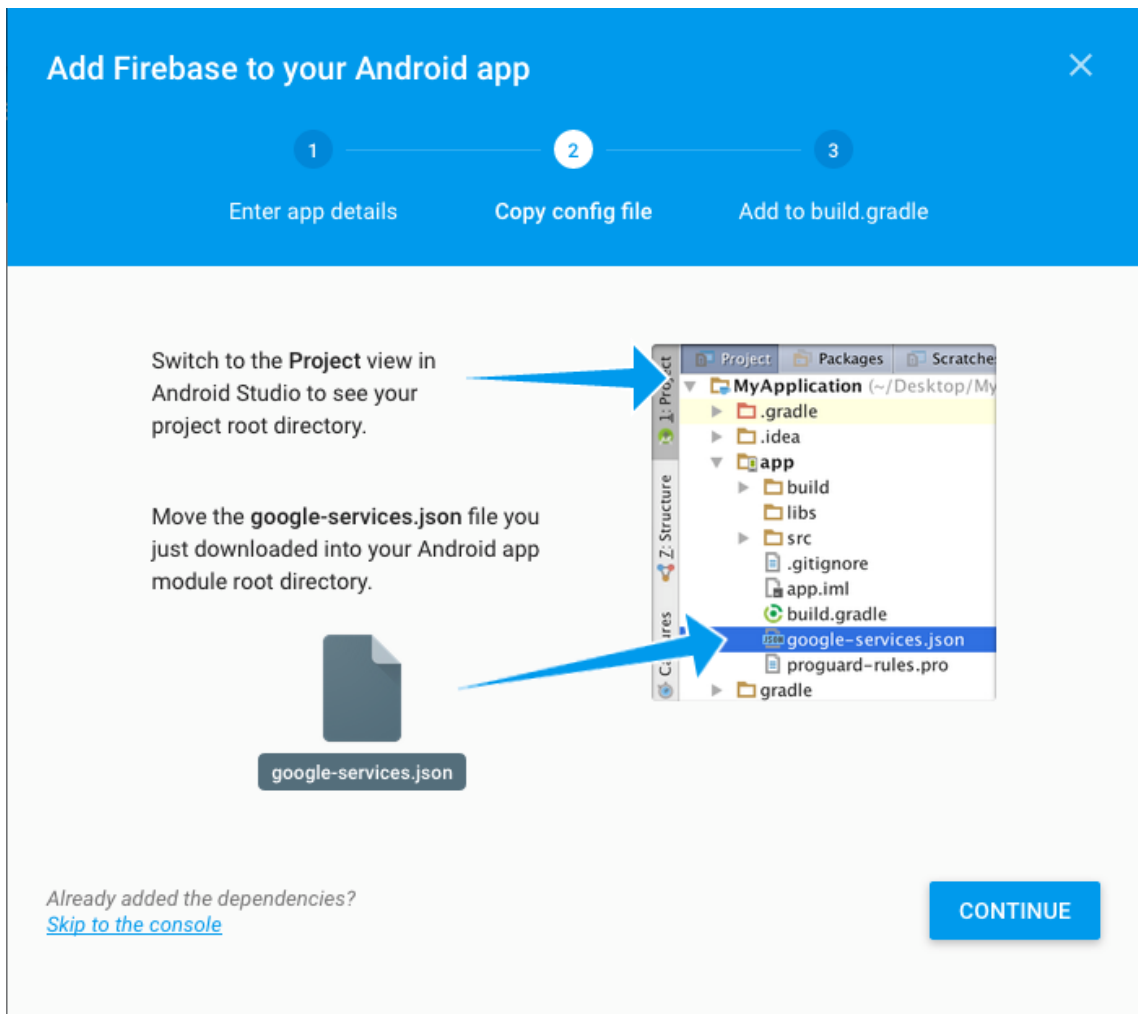 Add Firebase to your Android app
1
2
3
Enter app details
Copy config file
Add to build.gradle
Switch to the Project view in
Android Studio to see your
project root directory.
Move the google-services.json file you
just downloaded into your Android app
module root directory.
google-services.json
1: Project
Z: Structure
Project
Packages
Scratche
MyApplication (~/Desktop/My
.gradle
.idea
app
build
libs
src
.gitignore
app.iml
build.gradle
google-services.json
proguard-rules.pro
gradle
Already added the dependencies?
Skip to the console
CONTINUE